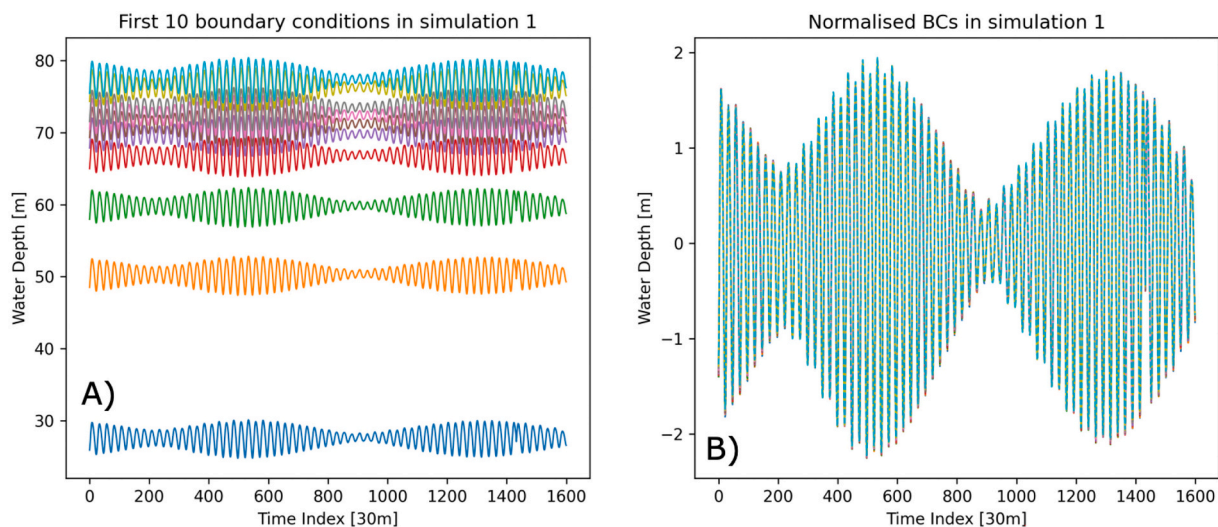 First 10 boundary conditions in simulation 1
80
70
60
50
40
30
Water Depth [m]
A)
0 200 400 600 800 1000 1200 1400 1600
Time Index [30m]
Normalised BCs in simulation 1
2
1
0
−1
−2
Water Depth [m]
B)
0 200 400 600 800 1000 1200 1400 1600
Time Index [30m]